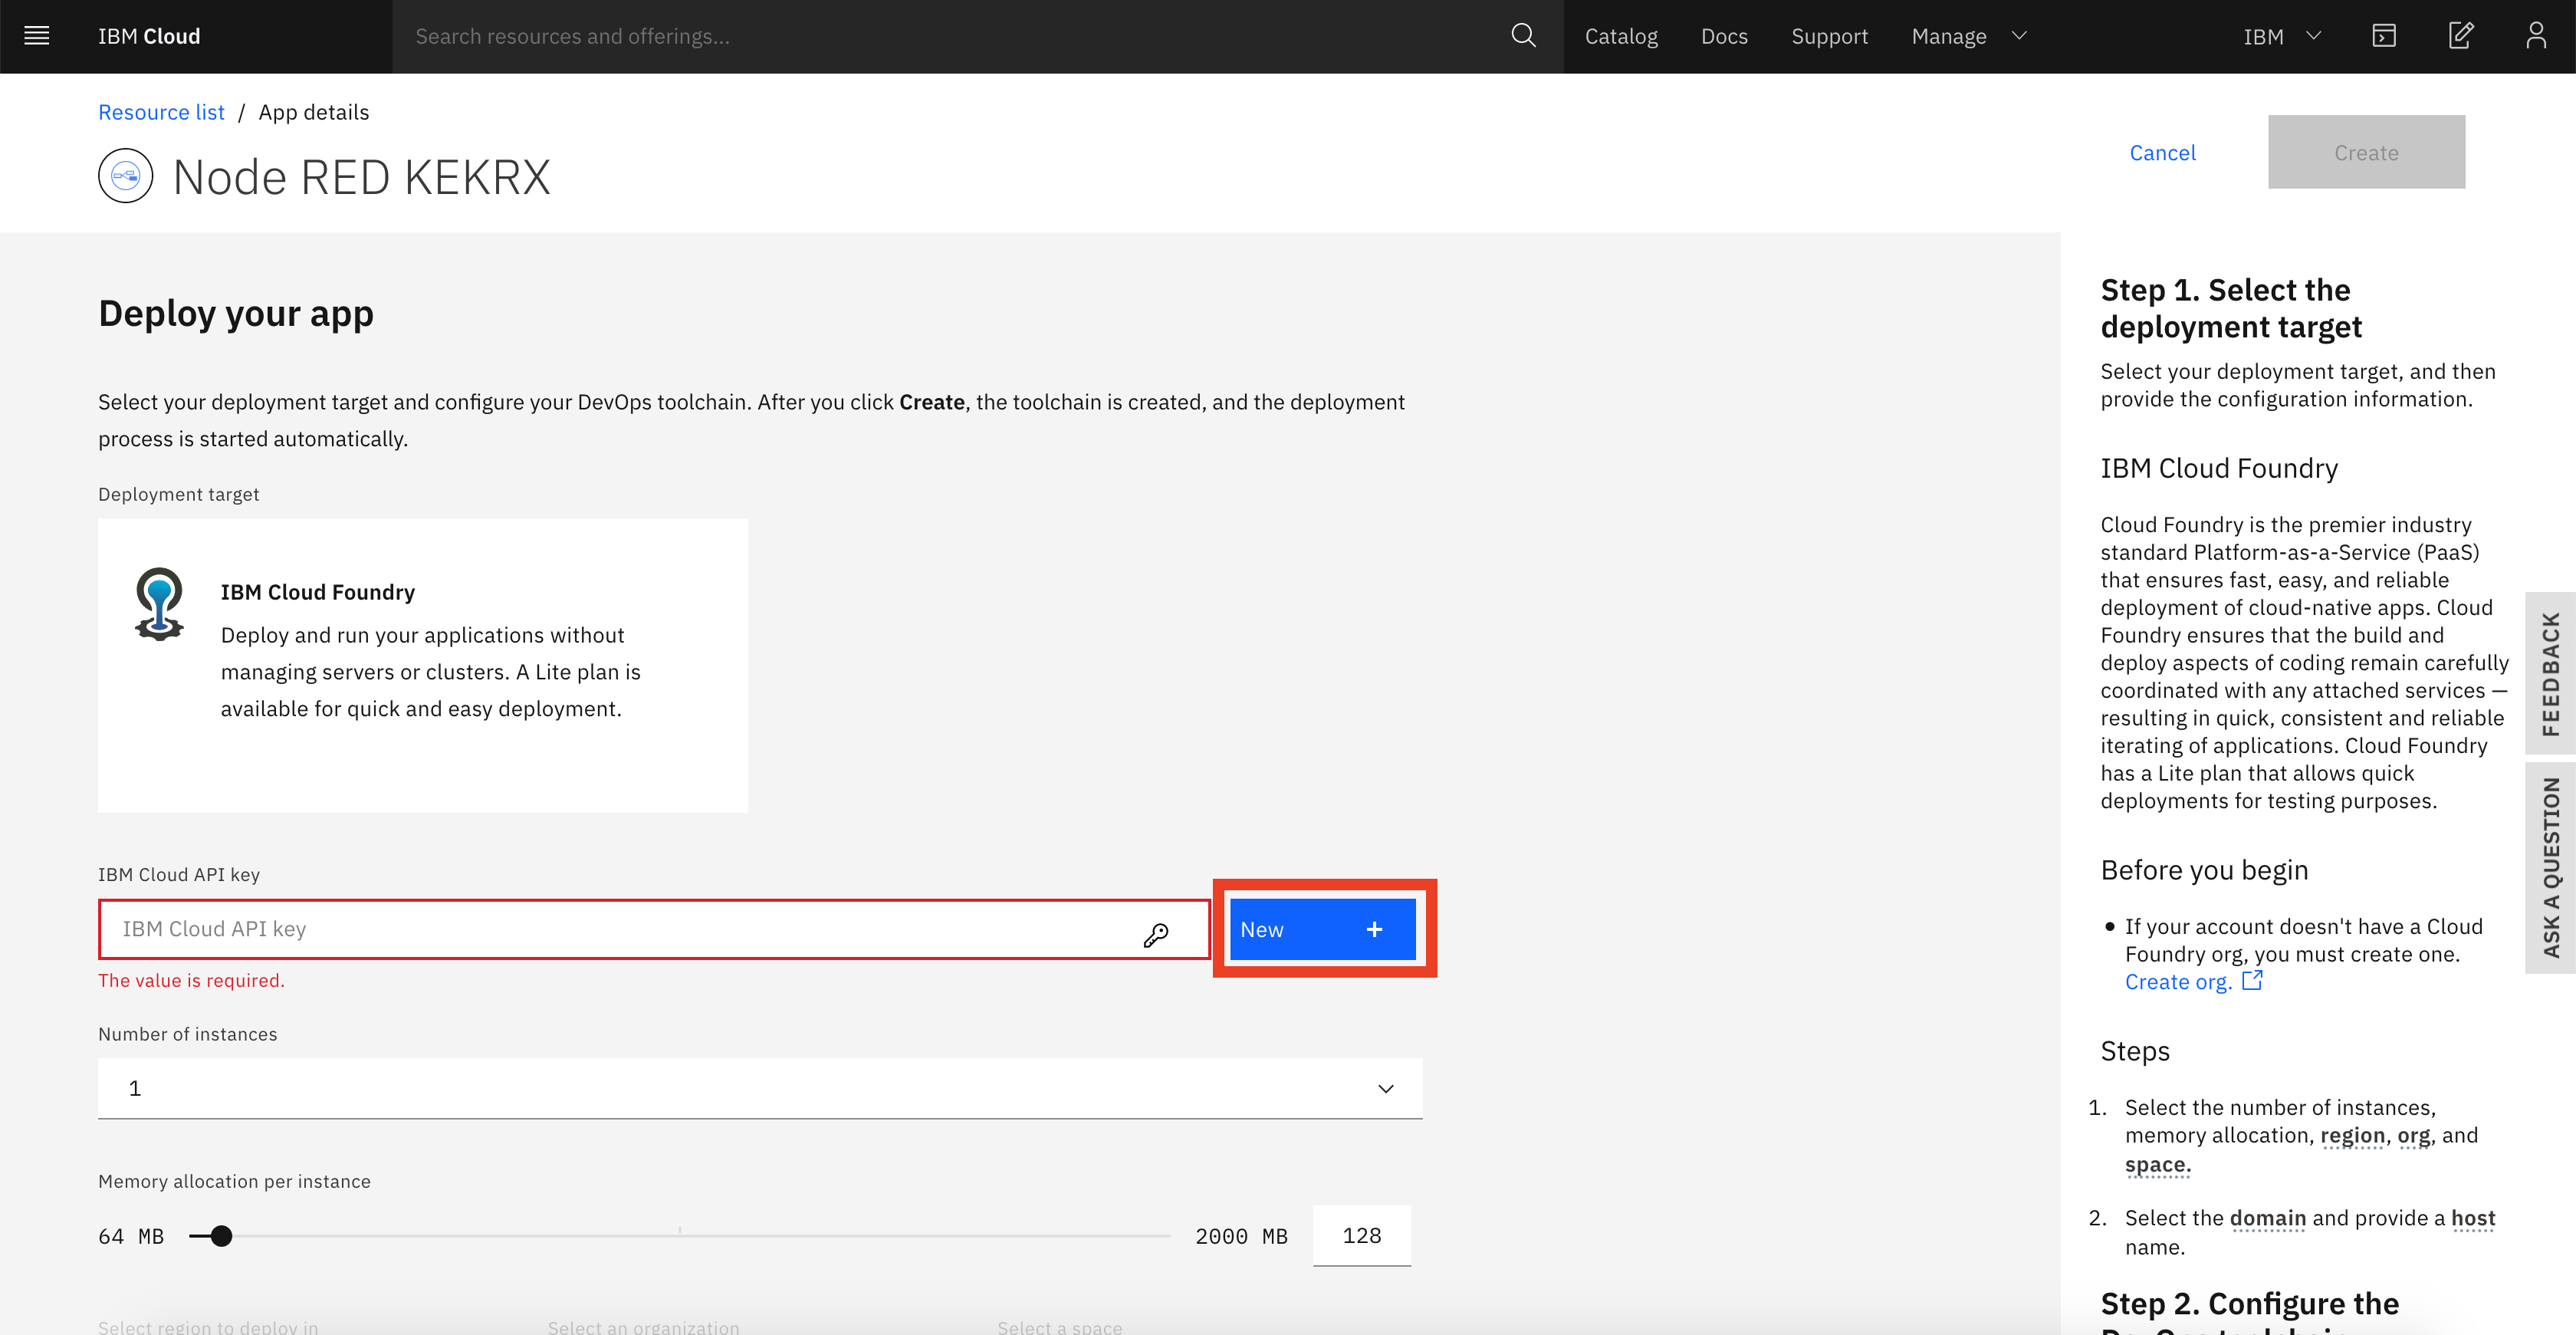 IBM Cloud
Search resources and offerings...
Catalog
Docs
Support
Manage
IBM
Resource list / App details
Node RED KEKRX
Cancel
Create
Deploy your app
Select your deployment target and configure your DevOps toolchain. After you click Create, the toolchain is created, and the deployment
process is started automatically.
Deployment target
IBM Cloud Foundry
Deploy and run your applications without
managing servers or clusters. A Lite plan is
available for quick and easy deployment.
IBM Cloud API key
IBM Cloud API key
New +
The value is required.
Number of instances
1
Memory allocation per instance
64 MB
2000 MB
128
Select region to deploy in
Select an organization
Select a space
Step 1. Select the
deployment target
Select your deployment target, and then
provide the configuration information.
IBM Cloud Foundry
Cloud Foundry is the premier industry
standard Platform-as-a-Service (PaaS)
that ensures fast, easy, and reliable
deployment of cloud-native apps. Cloud
Foundry ensures that the build and
deploy aspects of coding remain carefully
coordinated with any attached services —
resulting in quick, consistent and reliable
iterating of applications. Cloud Foundry
has a Lite plan that allows quick
deployments for testing purposes.
Before you begin
• If your account doesn't have a Cloud
Foundry org, you must create one.
Create org.
Steps
1. Select the number of instances,
memory allocation, region, org, and
space.
2. Select the domain and provide a host
name.
Step 2. Configure the
DevOps toolchain
FEEDBACK
ASK A QUESTION